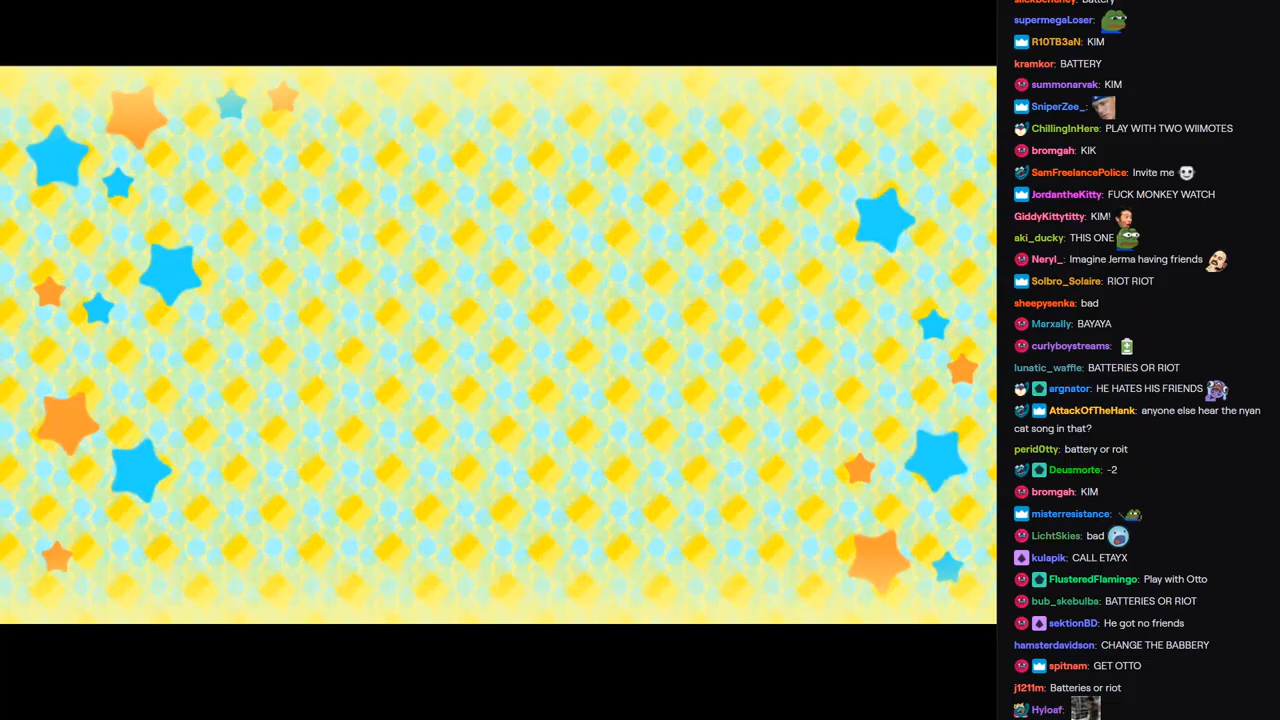 supermegaLoser:
R10TB3aN: KIM
kramkor: BATTERY
summonarvak: KIM
SniperZee_:
ChillingInHere: PLAY WITH TWO WIIMOTES
bromgah: KIK
SamFreelancePolice: Invite me
JordantheKitty: FUCK MONKEY WATCH
GiddyKittytitty: KIM!
aki_ducky: THIS ONE
Neryl_: Imagine Jerma having friends
Solbro_Solaire: RIOT RIOT
sheepysenka: bad
Marxally: BAYAYA
curlyboystreams:
lunatic_waffle: BATTERIES OR RIOT
argnator: HE HATES HIS FRIENDS
AttackOfTheHank: anyone else hear the nyan
cat song in that?
perid0tty: battery or roit
Deusmorte: -2
bromgah: KIM
misterresistance:
LichtSkies: bad
kulapik: CALL ETAYX
FlusteredFlamingo: Play with Otto
bub_skebulba: BATTERIES OR RIOT
sektionBD: He got no friends
hamsterdavidson: CHANGE THE BABBERY
spitnam: GET OTTO
j1211m: Batteries or riot
Hyloaf: